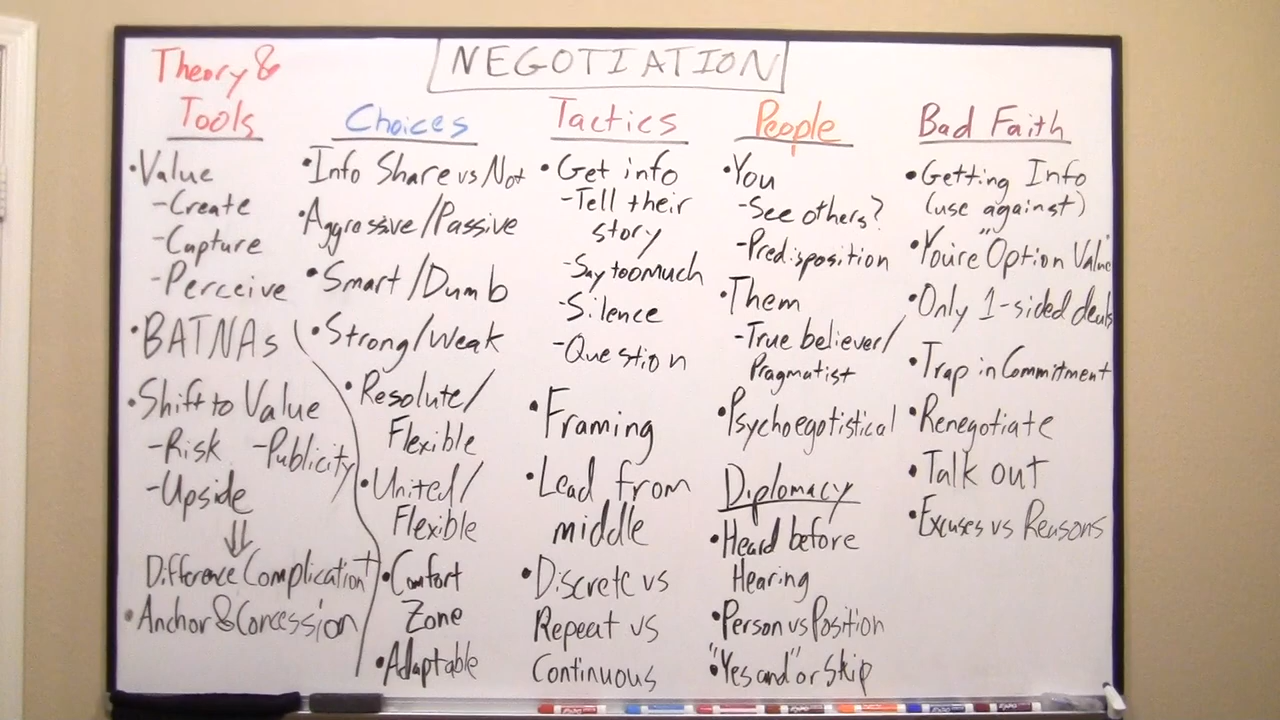 NEGOTIATION
Theory &
Tools
•Value
-Create
-Capture
-Perceive
•BATNAs
•Shift to Value
-Risk -Publicity
-Upside
⇓
Difference Complication
•Anchor & Concession
Choices
•Info Share vs Not
•Aggressive/Passive
•Smart/Dumb
•Strong/Weak
•Resolute/
Flexible
•United/
Flexible
•Comfort
Zone
•Adaptable
Tactics
•Get info
-Tell their
story
-Say too much
-Silence
-Question
•Framing
•Lead from
middle
•Discrete vs
Repeat vs
Continuous
People
•You
-See others?
-Predisposition
•Them
-True believer/
Pragmatist
•Psychoegotistical
Diplomacy
•Heard before
Hearing
•Person vs Position
•"Yes and" or Skip
Bad Faith
•Getting Info
(use against)
•You're "Option Value"
•Only 1-sided deals
•Trap in Commitment
•Renegotiate
•Talk out
•Excuses vs Reasons